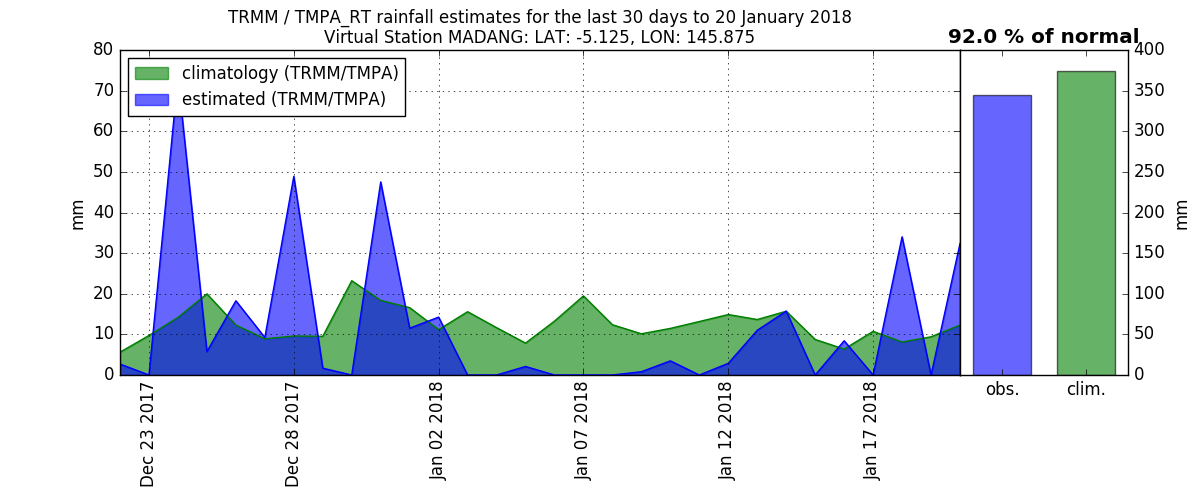 TRMM / TMPA_RT rainfall estimates for the last 30 days to 20 January 2018
Virtual Station MADANG: LAT: -5.125, LON: 145.875
92.0 % of normal
climatology (TRMM/TMPA)
estimated (TRMM/TMPA)
80
70
60
50
40
30
20
10
0
mm
400
350
300
250
200
150
100
50
0
mm
Dec 23 2017
Dec 28 2017
Jan 02 2018
Jan 07 2018
Jan 12 2018
Jan 17 2018
obs.
clim.